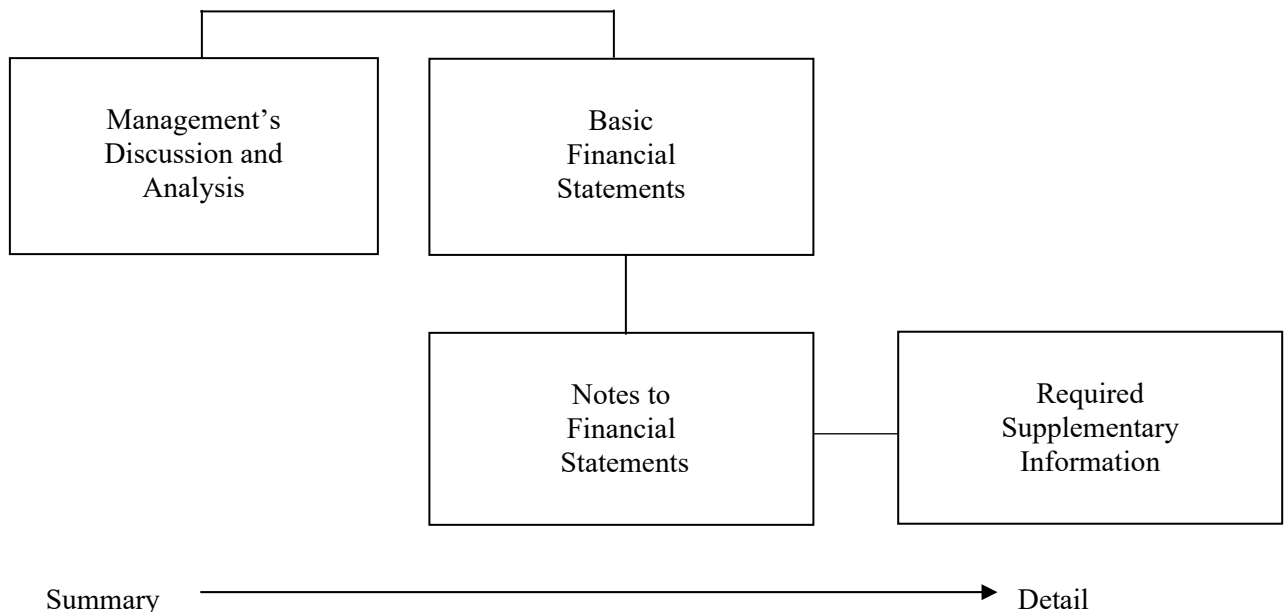 Management’s
Discussion and
Analysis
Basic
Financial
Statements
Notes to
Financial
Statements
Required
Supplementary
Information
Summary
Detail